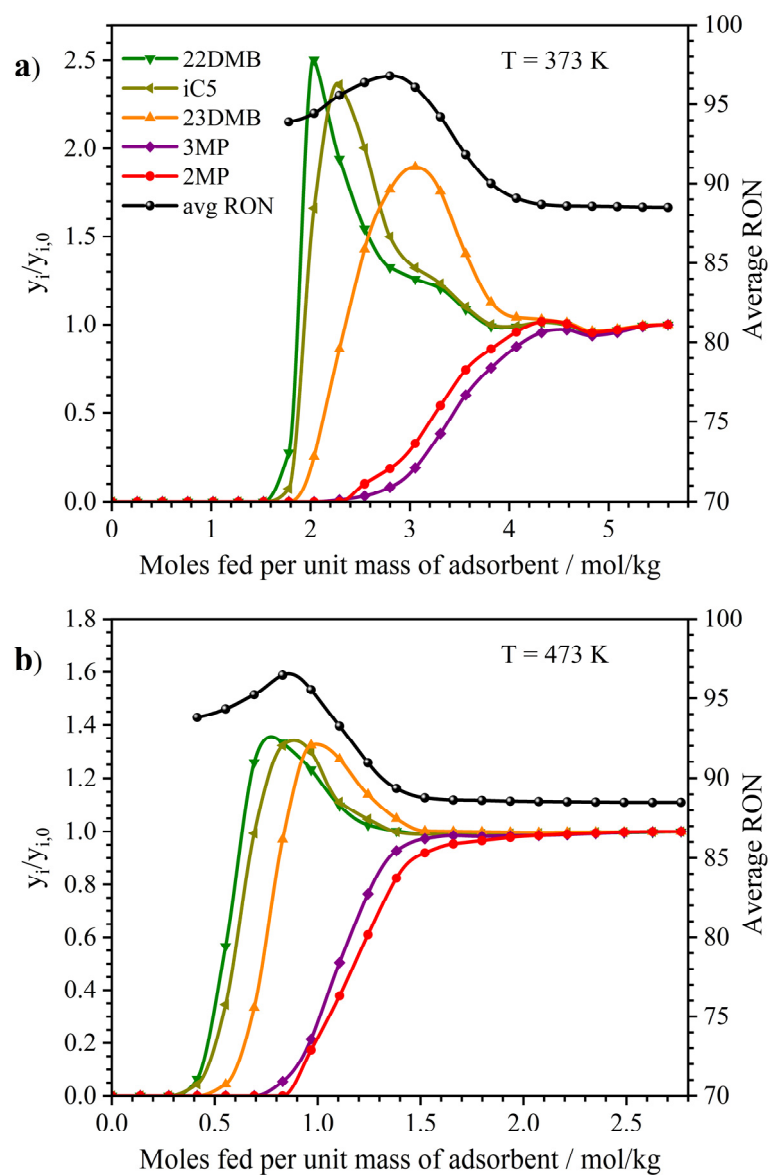 a)
T = 373 K
22DMB
iC5
23DMB
3MP
2MP
avg RON
2.5
2.0
1.5
1.0
0.5
0.0
yi/yi,0
100
95
90
85
80
75
70
Average RON
0 1 2 3 4 5
Moles fed per unit mass of adsorbent / mol/kg
b)
T = 473 K
1.8
1.6
1.4
1.2
1.0
0.8
0.6
0.4
0.2
0.0
yi/yi,0
100
95
90
85
80
75
70
Average RON
0.0 0.5 1.0 1.5 2.0 2.5
Moles fed per unit mass of adsorbent / mol/kg